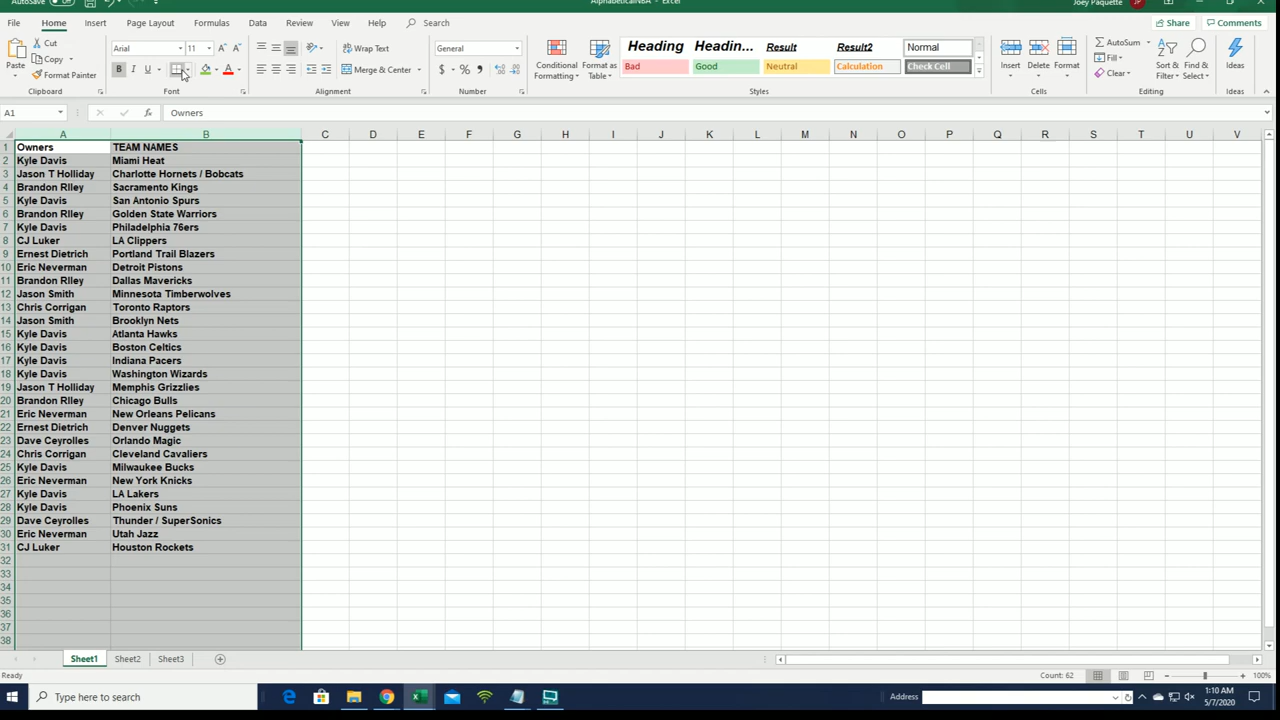 AutoSave Off AlphabeticalNBA - Excel Joey Paquette JP
File Home Insert Page Layout Formulas Data Review View Help Search Share Comments
Paste Cut Copy Format Painter Clipboard
Arial 11 A A B I U A Font
Wrap Text Merge & Center Alignment
General $ % , Number
Conditional Formatting Format as Table
Heading Headin... Result Result2 Normal
Bad Good Neutral Calculation Check Cell
Styles
Insert Delete Format Cells
AutoSum Fill Clear Sort & Filter Find & Select Editing
Ideas Ideas
A1 fx Owners
A B C D E F G H I J K L M N O P Q R S T U V
1 Owners TEAM NAMES
2 Kyle Davis Miami Heat
3 Jason T Holliday Charlotte Hornets / Bobcats
4 Brandon RIley Sacramento Kings
5 Kyle Davis San Antonio Spurs
6 Brandon RIley Golden State Warriors
7 Kyle Davis Philadelphia 76ers
8 CJ Luker LA Clippers
9 Ernest Dietrich Portland Trail Blazers
10 Eric Neverman Detroit Pistons
11 Brandon RIley Dallas Mavericks
12 Jason Smith Minnesota Timberwolves
13 Chris Corrigan Toronto Raptors
14 Jason Smith Brooklyn Nets
15 Kyle Davis Atlanta Hawks
16 Kyle Davis Boston Celtics
17 Kyle Davis Indiana Pacers
18 Kyle Davis Washington Wizards
19 Jason T Holliday Memphis Grizzlies
20 Brandon RIley Chicago Bulls
21 Eric Neverman New Orleans Pelicans
22 Ernest Dietrich Denver Nuggets
23 Dave Ceyrolles Orlando Magic
24 Chris Corrigan Cleveland Cavaliers
25 Kyle Davis Milwaukee Bucks
26 Eric Neverman New York Knicks
27 Kyle Davis LA Lakers
28 Kyle Davis Phoenix Suns
29 Dave Ceyrolles Thunder / SuperSonics
30 Eric Neverman Utah Jazz
31 CJ Luker Houston Rockets
32
33
34
35
36
37
38
Sheet1 Sheet2 Sheet3
Ready Count: 62 100%
Type here to search Address 1:10 AM
5/7/2020